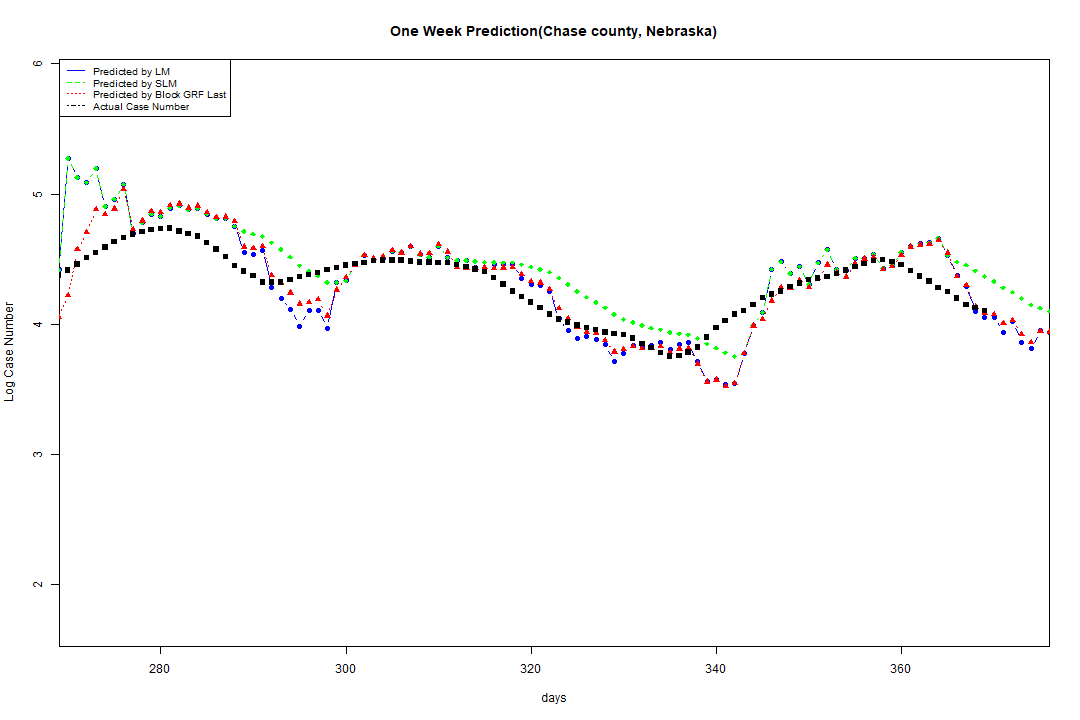 One Week Prediction(Chase county, Nebraska)
6
Predicted by LM
Predicted by SLM
Predicted by Block GRF Last
Actual Case Number
5
4
3
2
Log Case Number
280 300 320 340 360
days